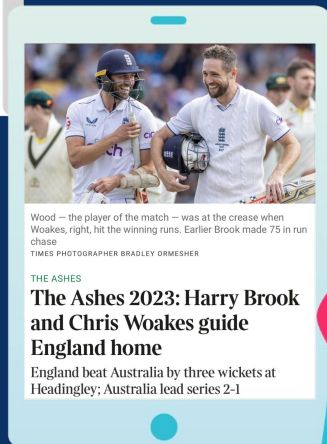 Wood — the player of the match — was at the crease when
Woakes, right, hit the winning runs. Earlier Brook made 75 in run
chase
TIMES PHOTOGRAPHER BRADLEY ORMESHER
THE ASHES
The Ashes 2023: Harry Brook
and Chris Woakes guide
England home
England beat Australia by three wickets at
Headingley; Australia lead series 2-1